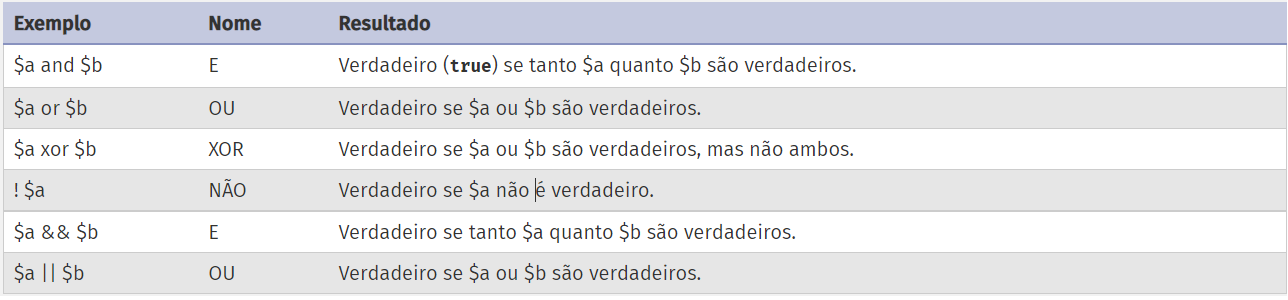 Exemplo Nome Resultado
$a and $b E Verdadeiro (true) se tanto $a quanto $b são verdadeiros.
$a or $b OU Verdadeiro se $a ou $b são verdadeiros.
$a xor $b XOR Verdadeiro se $a ou $b são verdadeiros, mas não ambos.
! $a NÃO Verdadeiro se $a não é verdadeiro.
$a && $b E Verdadeiro se tanto $a quanto $b são verdadeiros.
$a || $b OU Verdadeiro se $a ou $b são verdadeiros.